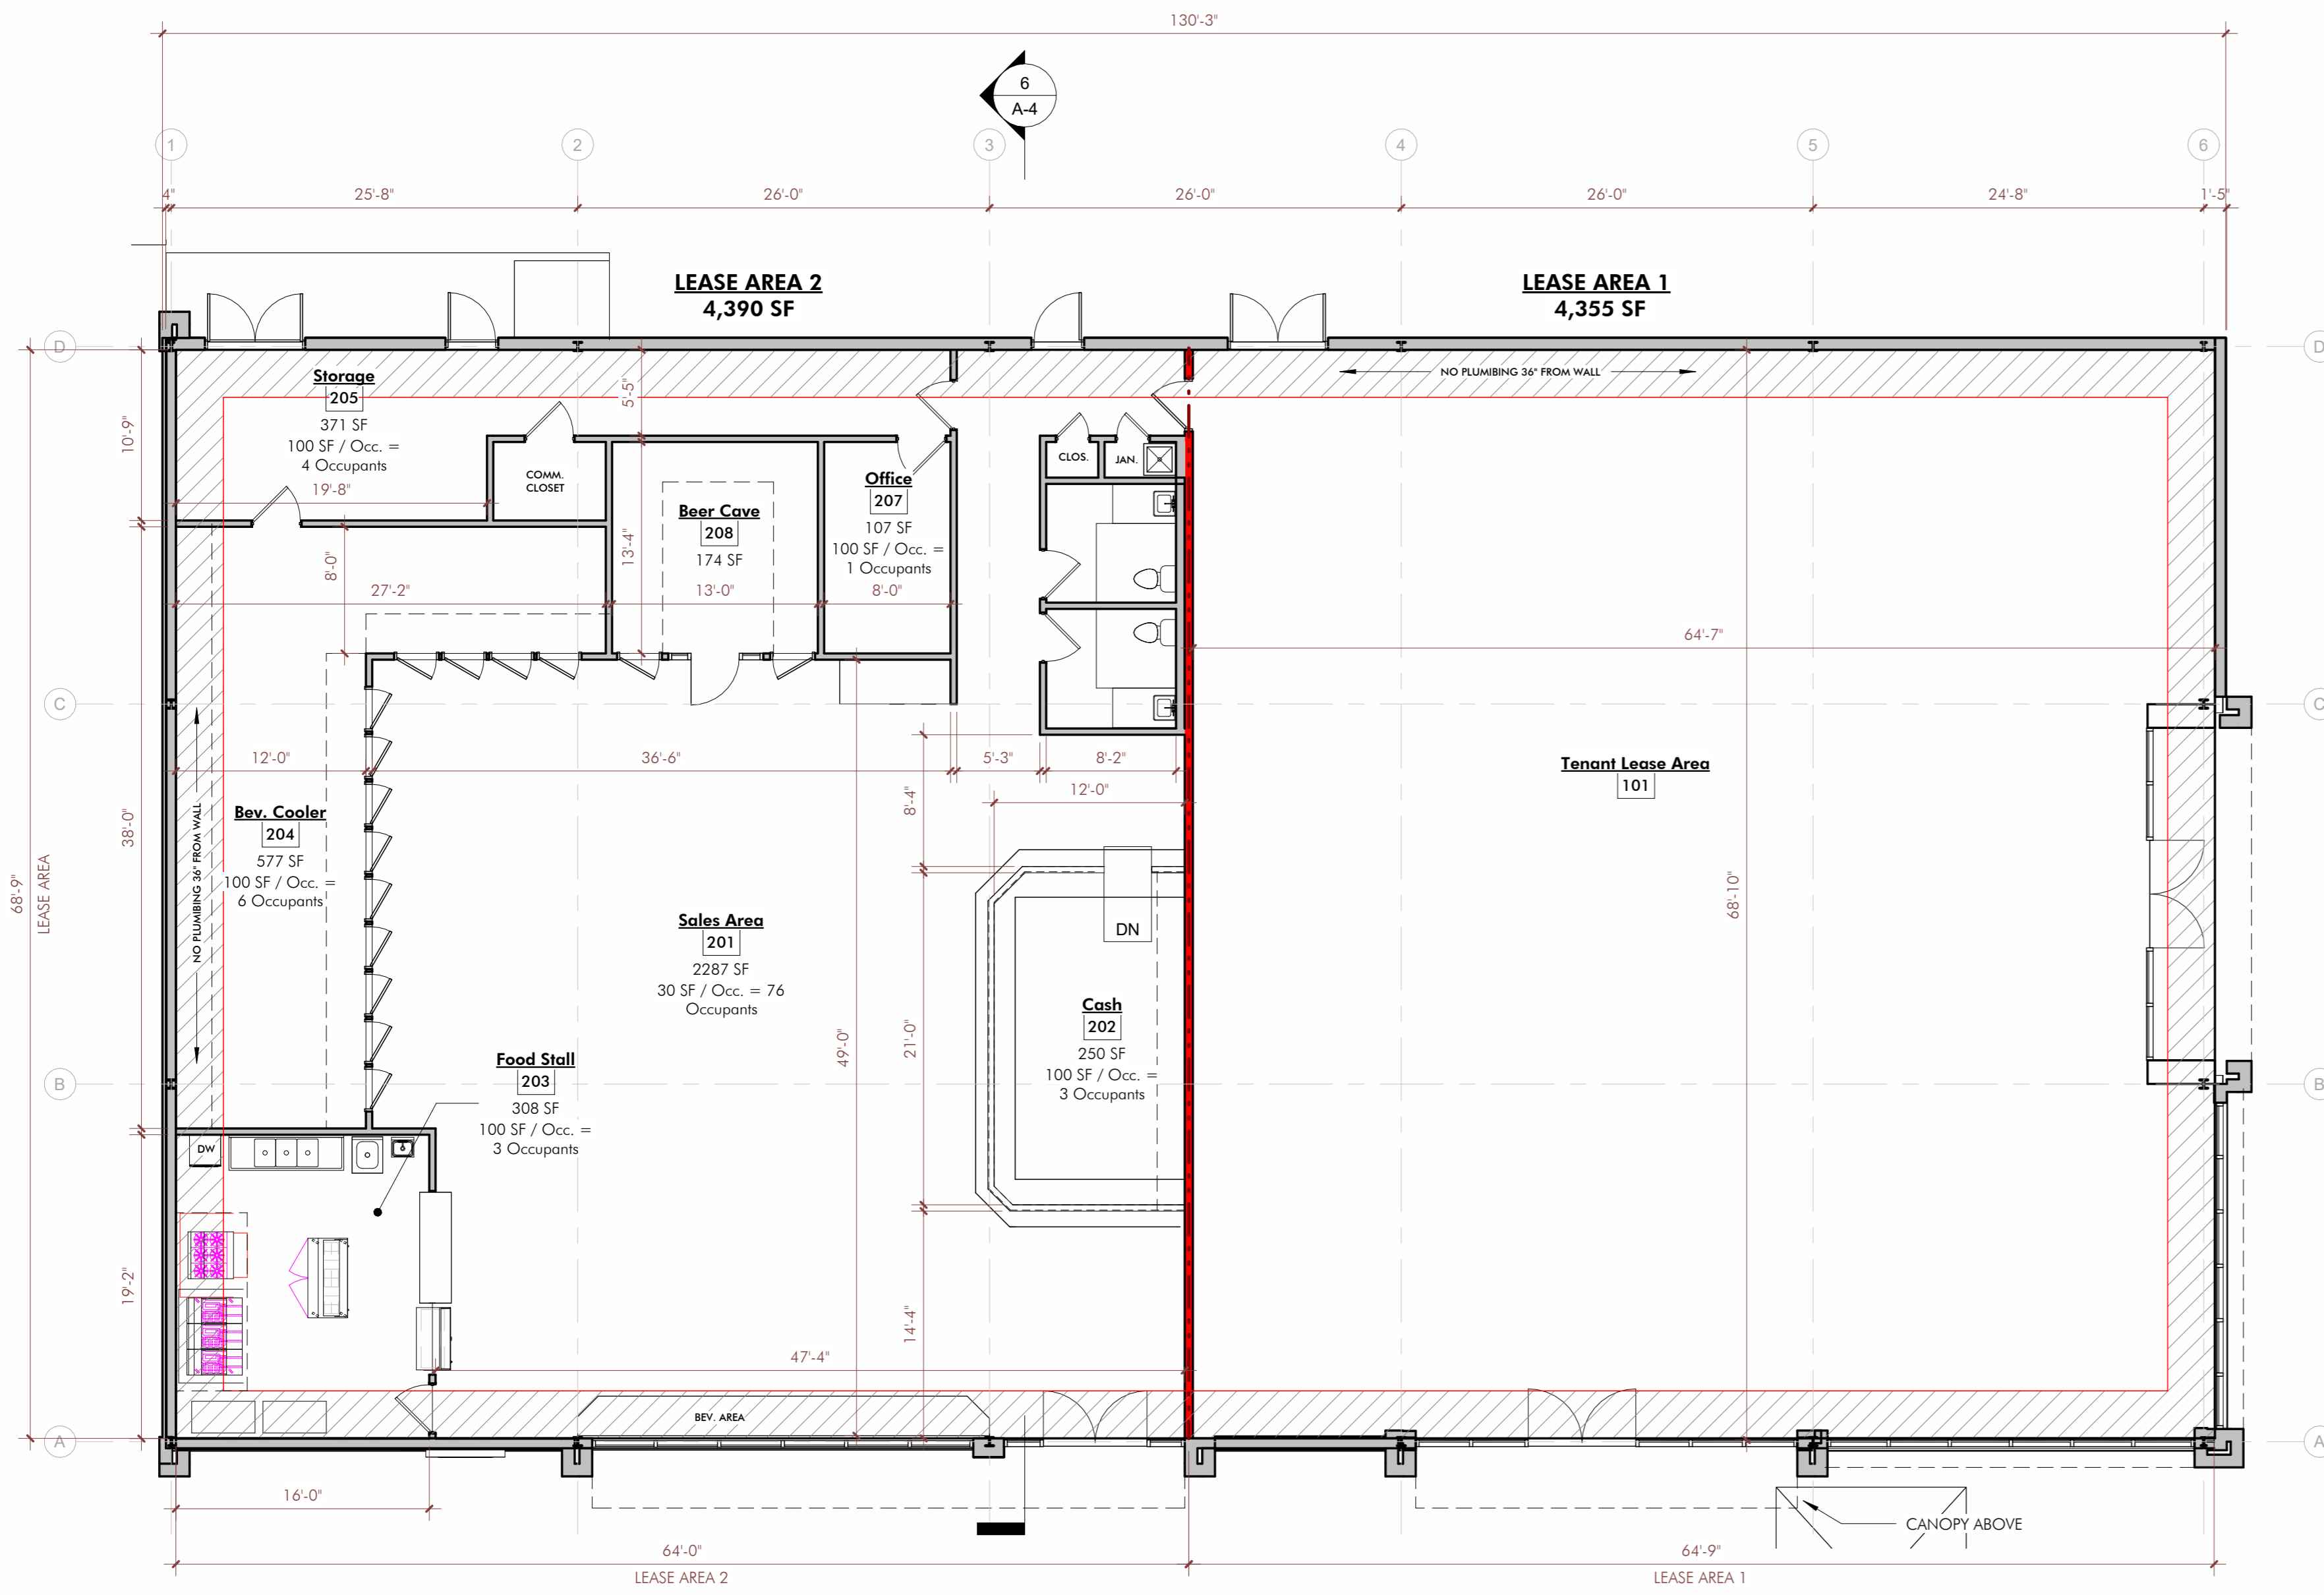 130'-3"
6
A-4
1
2
3
4
5
6
4"
25'-8"
26'-0"
26'-0"
26'-0"
24'-8"
1'-5"
LEASE AREA 2
4,390 SF
LEASE AREA 1
4,355 SF
D
D
Storage
205
371 SF
100 SF / Occ. =
4 Occupants
19'-8"
10'-9"
5'-5"
NO PLUMIBING 36" FROM WALL
COMM.
CLOSET
CLOS.
JAN.
Office
207
107 SF
100 SF / Occ. =
1 Occupants
Beer Cave
208
174 SF
13'-4"
8'-0"
27'-2"
13'-0"
8'-0"
64'-7"
C
C
12'-0"
36'-6"
5'-3"
8'-2"
12'-0"
8'-4"
Tenant Lease Area
101
Bev. Cooler
204
577 SF
100 SF / Occ. =
6 Occupants
NO PLUMIBING 36" FROM WALL
38'-0"
68'-9"
LEASE AREA
68'-10"
DN
Sales Area
201
2287 SF
30 SF / Occ. = 76
Occupants
Cash
202
250 SF
100 SF / Occ. =
3 Occupants
49'-0"
21'-0"
Food Stall
203
308 SF
100 SF / Occ. =
3 Occupants
B
B
DW
19'-2"
14'-4"
47'-4"
BEV. AREA
A
A
16'-0"
CANOPY ABOVE
64'-0"
LEASE AREA 2
64'-9"
LEASE AREA 1